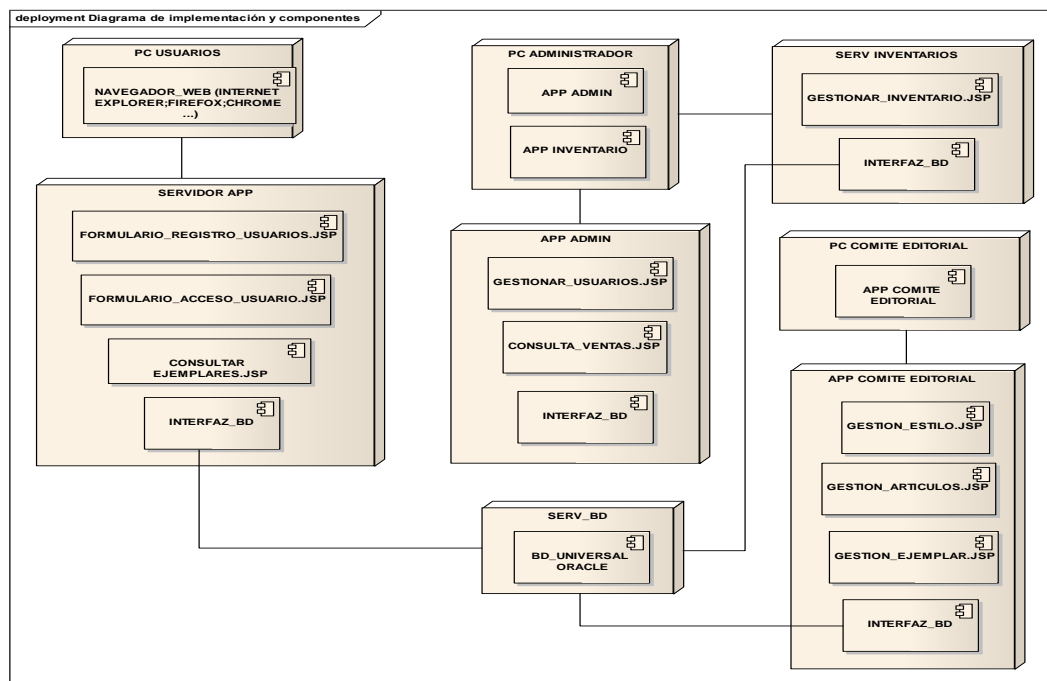 deployment Diagrama de implementación y componentes
PC USUARIOS
NAVEGADOR_WEB (INTERNET
EXPLORER;FIREFOX;CHROME
...)
SERVIDOR APP
FORMULARIO_REGISTRO_USUARIOS.JSP
FORMULARIO_ACCESO_USUARIO.JSP
CONSULTAR
EJEMPLARES.JSP
INTERFAZ_BD
PC ADMINISTRADOR
APP ADMIN
APP INVENTARIO
APP ADMIN
GESTIONAR_USUARIOS.JSP
CONSULTA_VENTAS.JSP
INTERFAZ_BD
SERV_BD
BD_UNIVERSAL
ORACLE
SERV INVENTARIOS
GESTIONAR_INVENTARIO.JSP
INTERFAZ_BD
PC COMITE EDITORIAL
APP COMITE
EDITORIAL
APP COMITE EDITORIAL
GESTION_ESTILO.JSP
GESTION_ARTICULOS.JSP
GESTION_EJEMPLAR.JSP
INTERFAZ_BD